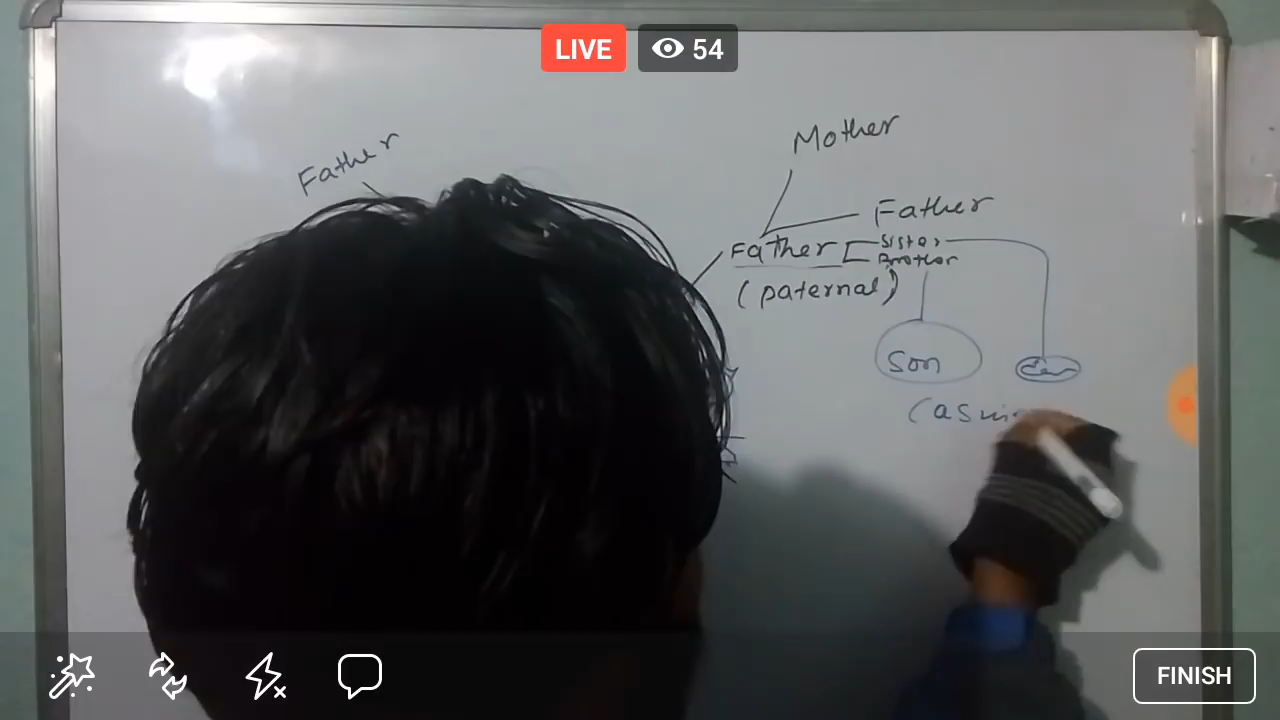 LIVE 54
Mother
Father
Father
Father
Sister
Brother
(paternal)
Son
FINISH